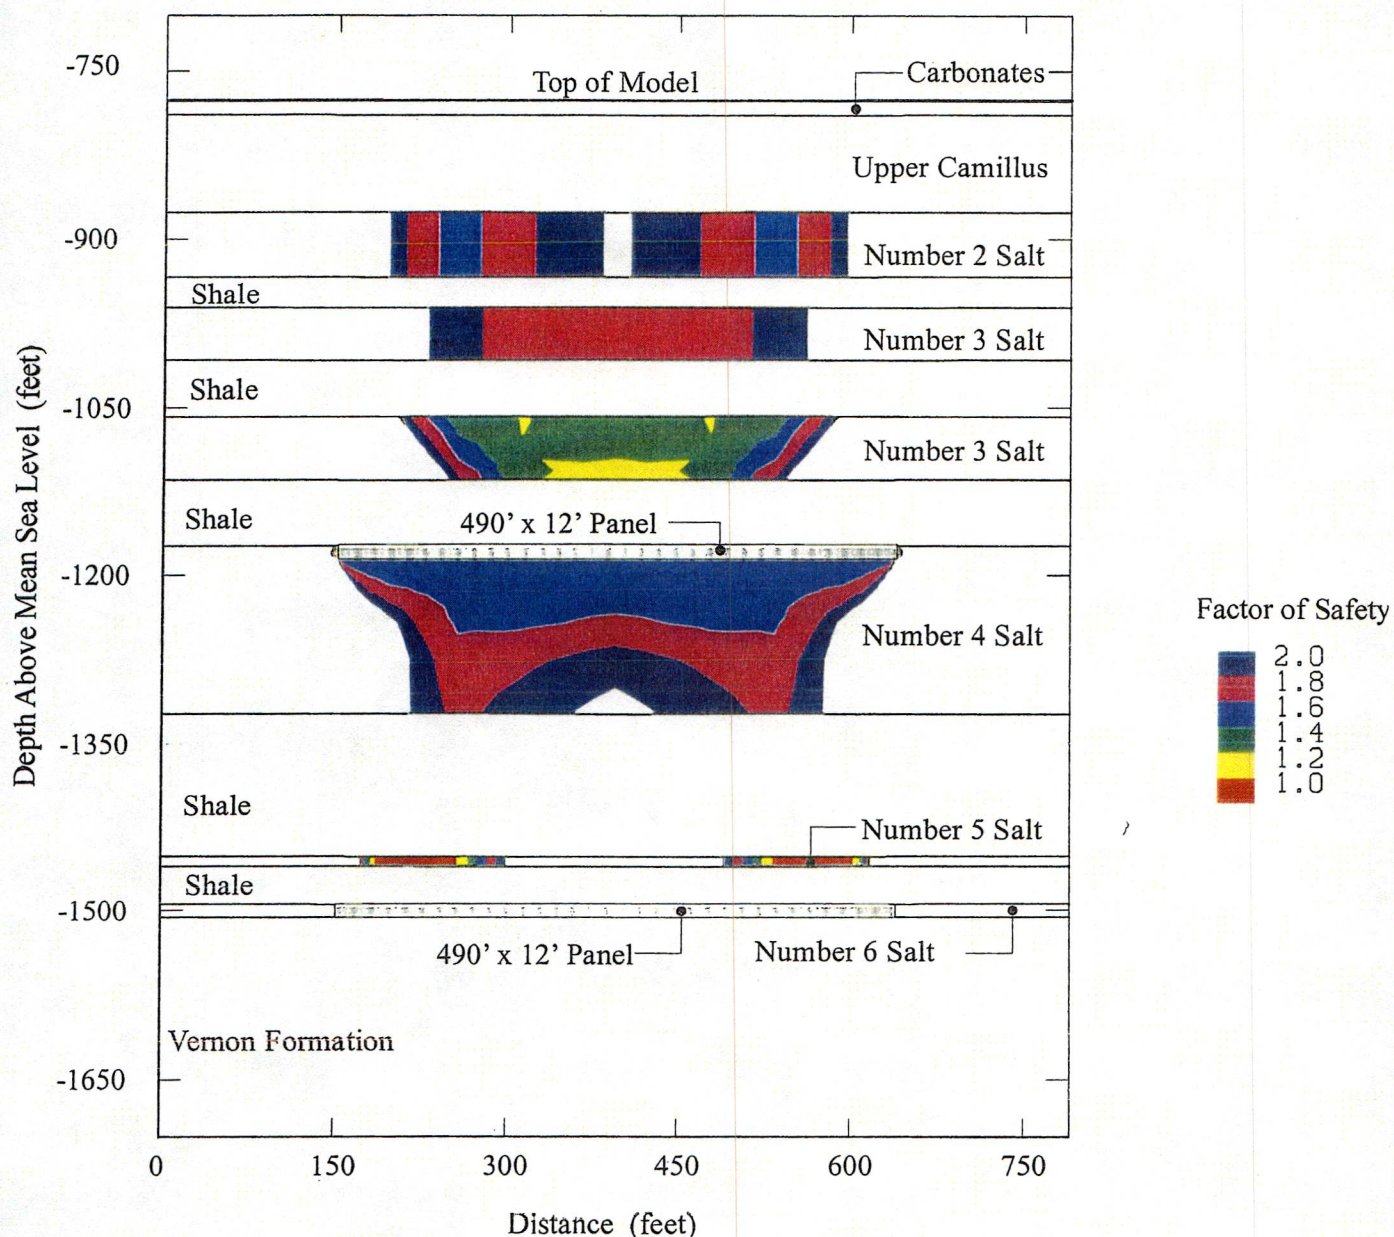 -750
Top of Model
Carbonates
Upper Camillus
-900
Number 2 Salt
Shale
Number 3 Salt
Shale
-1050
Number 3 Salt
Shale
490' x 12' Panel
-1200
Number 4 Salt
Factor of Safety
2.0
1.8
1.6
1.4
1.2
1.0
-1350
Shale
Number 5 Salt
Shale
-1500
490' x 12' Panel
Number 6 Salt
Vernon Formation
-1650
0
150
300
450
600
750
Distance (feet)
Depth Above Mean Sea Level (feet)